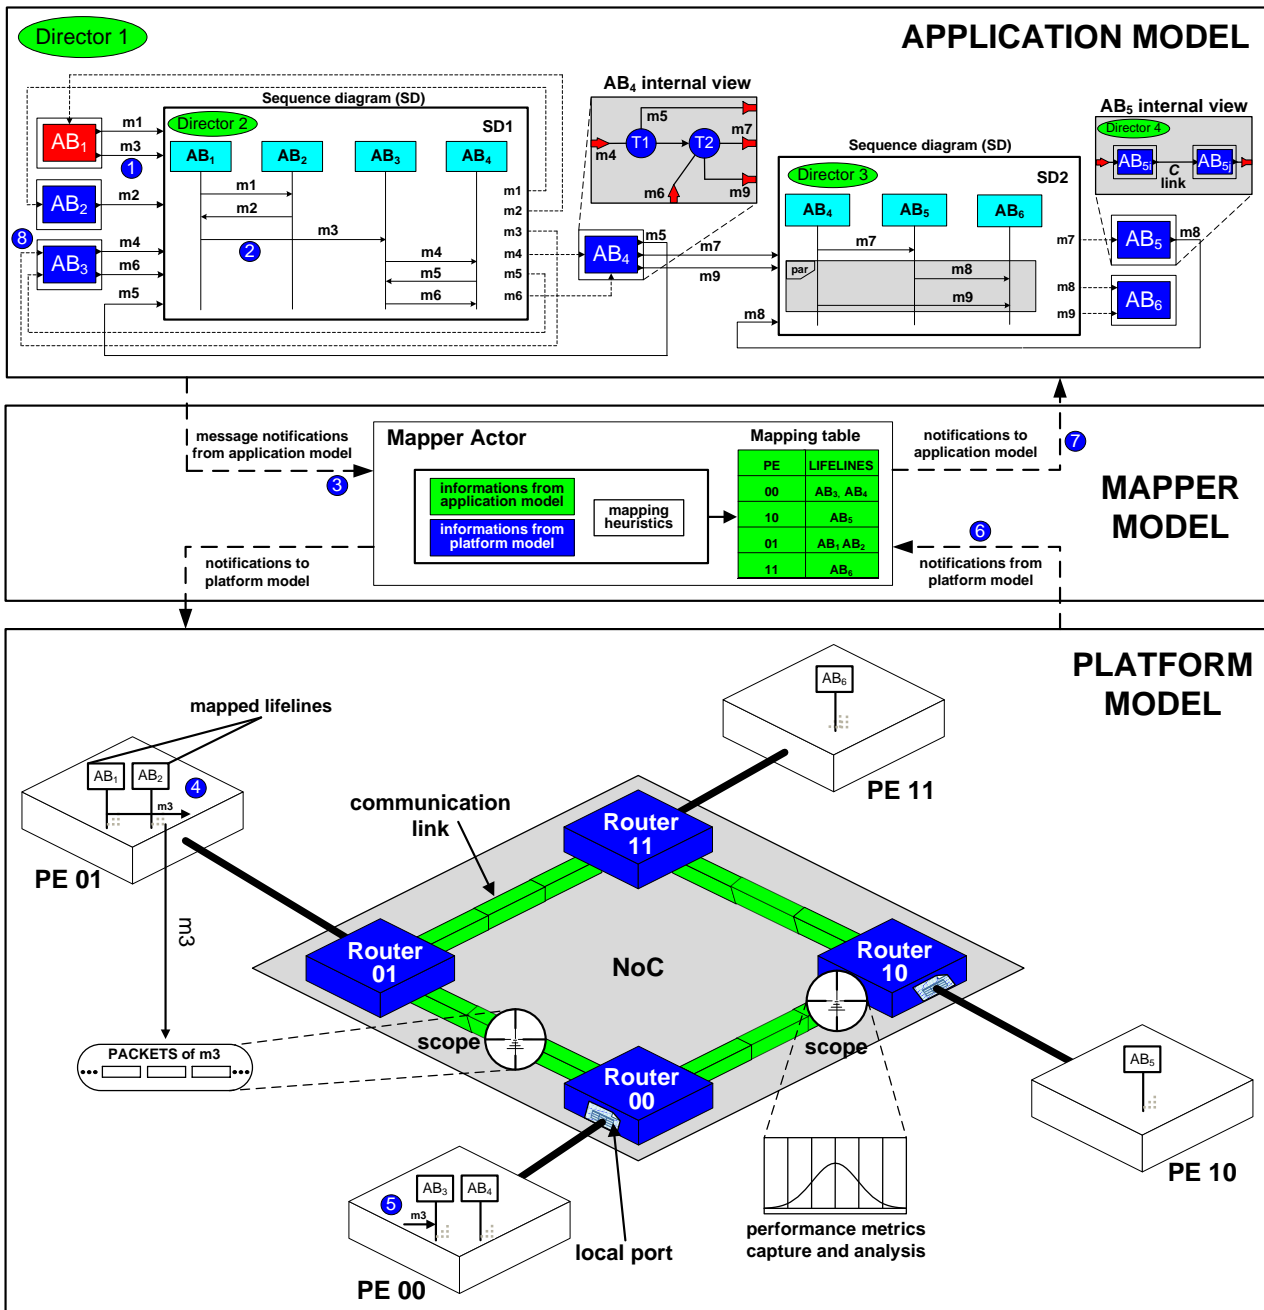 Director 1
APPLICATION MODEL
AB4 internal view
m5
m7
T1
T2
m4
m6
m9
AB5 internal view
Director 4
AB5i
AB5j
C
link
Sequence diagram (SD)
Director 2
SD1
AB1
m1
m3
1
AB2
m2
8
AB3
m4
m6
m5
AB1
AB2
AB3
AB4
m1
m2
2
m3
m4
m5
m6
m1
m2
m3
m4
m5
m6
AB4
m5
m7
m9
Sequence diagram (SD)
Director 3
SD2
AB4
AB5
AB6
m7
par
m8
m9
m8
m7
m8
m9
AB5
m8
AB6
message notifications
from application model
3
Mapper Actor
informations from
application model
informations from
platform model
mapping
heuristics
Mapping table
PE
LIFELINES
00
AB3, AB4
10
AB5
01
AB1 AB2
11
AB6
notifications to
application model
7
MAPPER
MODEL
notifications to
platform model
6
notifications from
platform model
PLATFORM
MODEL
mapped lifelines
AB1
AB2
4
m3
PE 01
m3
PACKETS of m3
communication
link
AB6
PE 11
Router
11
Router
01
NoC
Router
10
scope
scope
Router
00
AB5
PE 10
5
AB3
AB4
m3
PE 00
local port
performance metrics
capture and analysis